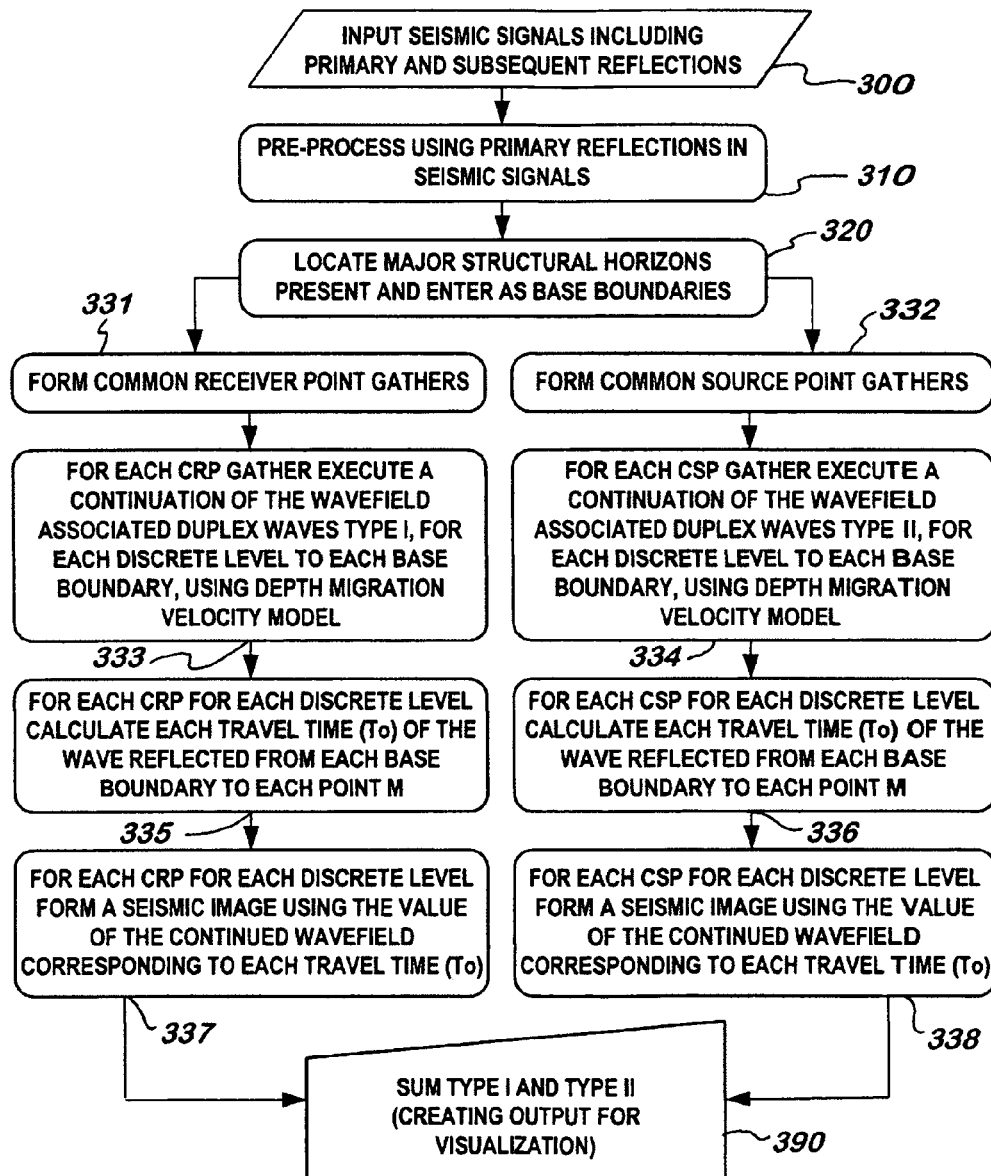 INPUT SEISMIC SIGNALS INCLUDING
PRIMARY AND SUBSEQUENT REFLECTIONS
300
PRE-PROCESS USING PRIMARY REFLECTIONS IN
SEISMIC SIGNALS
310
320
LOCATE MAJOR STRUCTURAL HORIZONS
PRESENT AND ENTER AS BASE BOUNDARIES
331
FORM COMMON RECEIVER POINT GATHERS
332
FORM COMMON SOURCE POINT GATHERS
FOR EACH CRP GATHER EXECUTE A
CONTINUATION OF THE WAVEFIELD
ASSOCIATED DUPLEX WAVES TYPE I, FOR
EACH DISCRETE LEVEL TO EACH BASE
BOUNDARY, USING DEPTH MIGRATION
VELOCITY MODEL
333
FOR EACH CSP GATHER EXECUTE A
CONTINUATION OF THE WAVEFIELD
ASSOCIATED DUPLEX WAVES TYPE II, FOR
EACH DISCRETE LEVEL TO EACH BASE
BOUNDARY, USING DEPTH MIGRATION
VELOCITY MODEL
334
FOR EACH CRP FOR EACH DISCRETE LEVEL
CALCULATE EACH TRAVEL TIME (To) OF THE
WAVE REFLECTED FROM EACH BASE
BOUNDARY TO EACH POINT M
335
FOR EACH CSP FOR EACH DISCRETE LEVEL
CALCULATE EACH TRAVEL TIME (To) OF THE
WAVE REFLECTED FROM EACH BASE
BOUNDARY TO EACH POINT M
336
FOR EACH CRP FOR EACH DISCRETE LEVEL
FORM A SEISMIC IMAGE USING THE VALUE
OF THE CONTINUED WAVEFIELD
CORRESPONDING TO EACH TRAVEL TIME (To)
337
FOR EACH CSP FOR EACH DISCRETE LEVEL
FORM A SEISMIC IMAGE USING THE VALUE
OF THE CONTINUED WAVEFIELD
CORRESPONDING TO EACH TRAVEL TIME (To)
338
SUM TYPE I AND TYPE II
(CREATING OUTPUT FOR
VISUALIZATION)
390